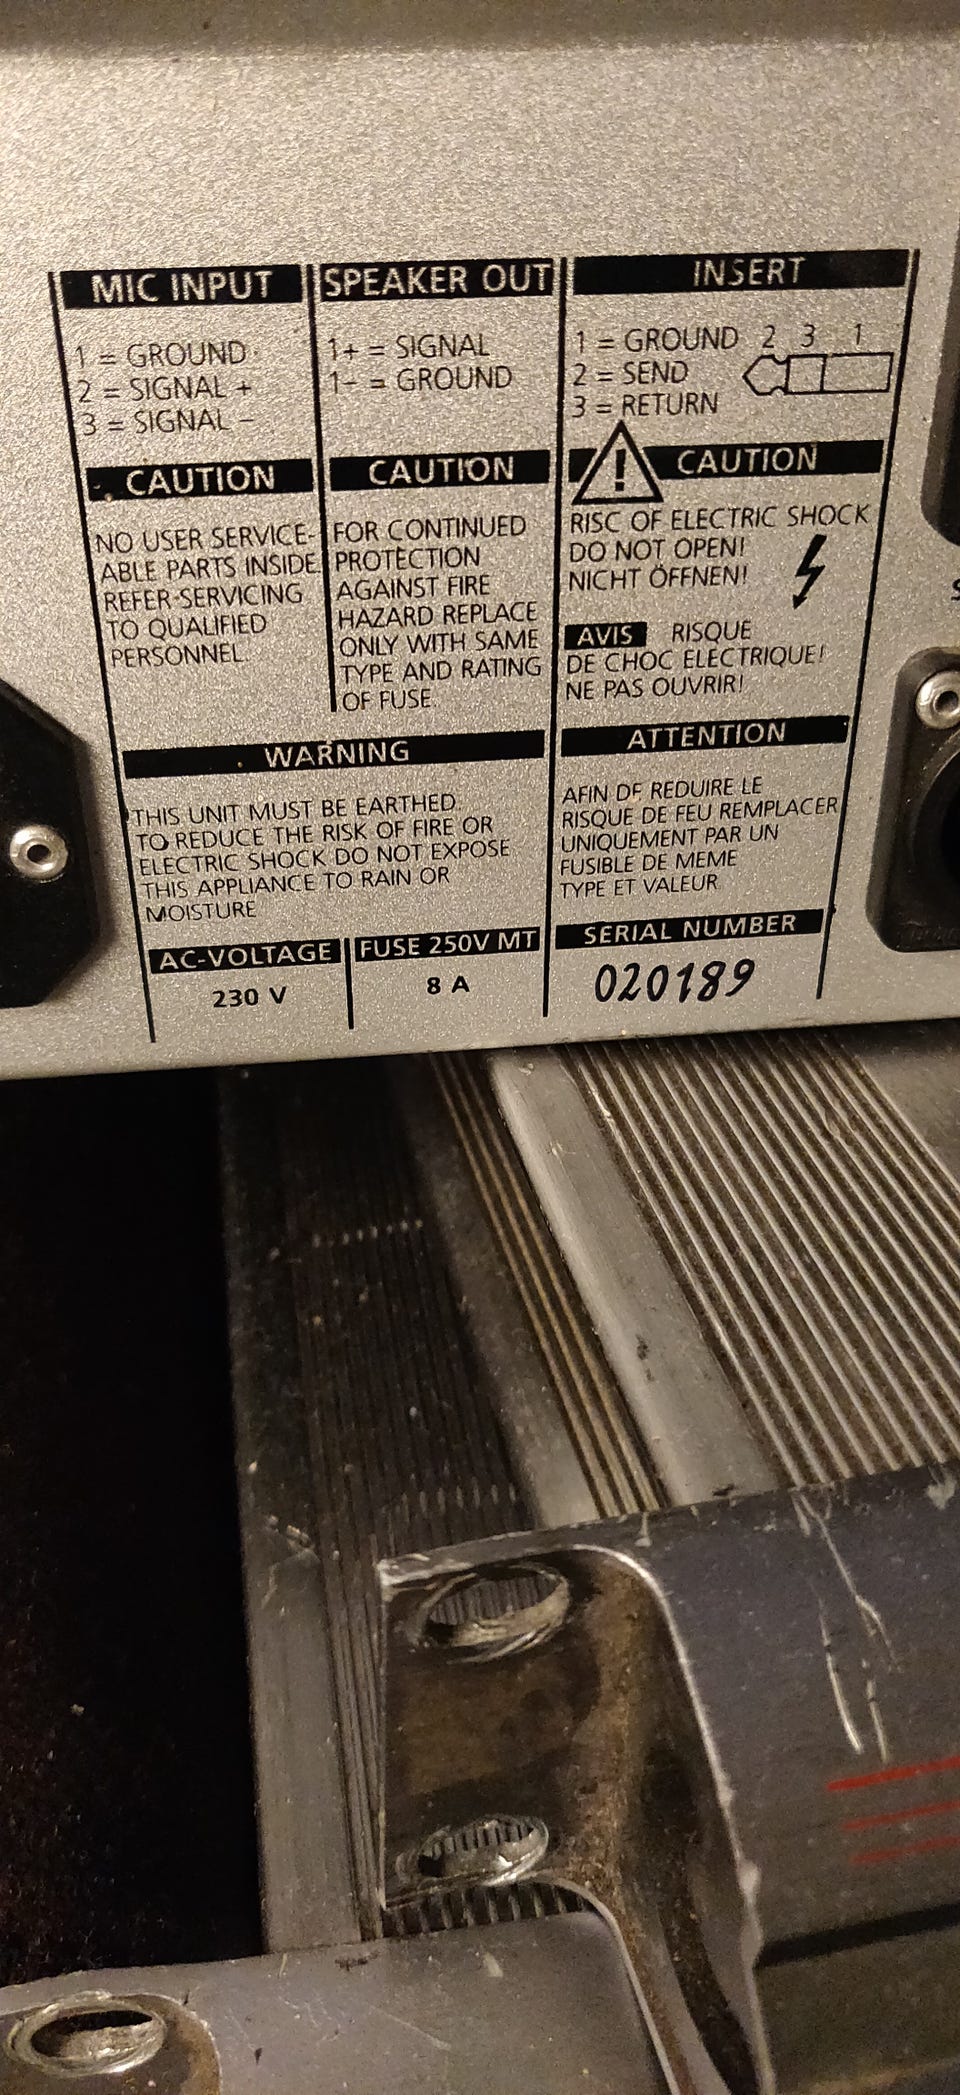 MIC INPUT
1 = GROUND
2 = SIGNAL +
3 = SIGNAL –
SPEAKER OUT
1+ = SIGNAL
1- = GROUND
INSERT
1 = GROUND 2 3 1
2 = SEND
3 = RETURN
CAUTION
NO USER SERVICE-
ABLE PARTS INSIDE
REFER SERVICING
TO QUALIFIED
PERSONNEL
CAUTION
FOR CONTINUED
PROTECTION
AGAINST FIRE
HAZARD REPLACE
ONLY WITH SAME
TYPE AND RATING
OF FUSE.
! CAUTION
RISC OF ELECTRIC SHOCK
DO NOT OPEN!
NICHT ÖFFNEN!
AVIS RISQUE
DE CHOC ELECTRIQUE!
NE PAS OUVRIR!
WARNING
THIS UNIT MUST BE EARTHED.
TO REDUCE THE RISK OF FIRE OR
ELECTRIC SHOCK DO NOT EXPOSE
THIS APPLIANCE TO RAIN OR
MOISTURE
ATTENTION
AFIN DE REDUIRE LE
RISQUE DE FEU REMPLACER
UNIQUEMENT PAR UN
FUSIBLE DE MEME
TYPE ET VALEUR
AC-VOLTAGE
230 V
FUSE 250V MT
8 A
SERIAL NUMBER
020189